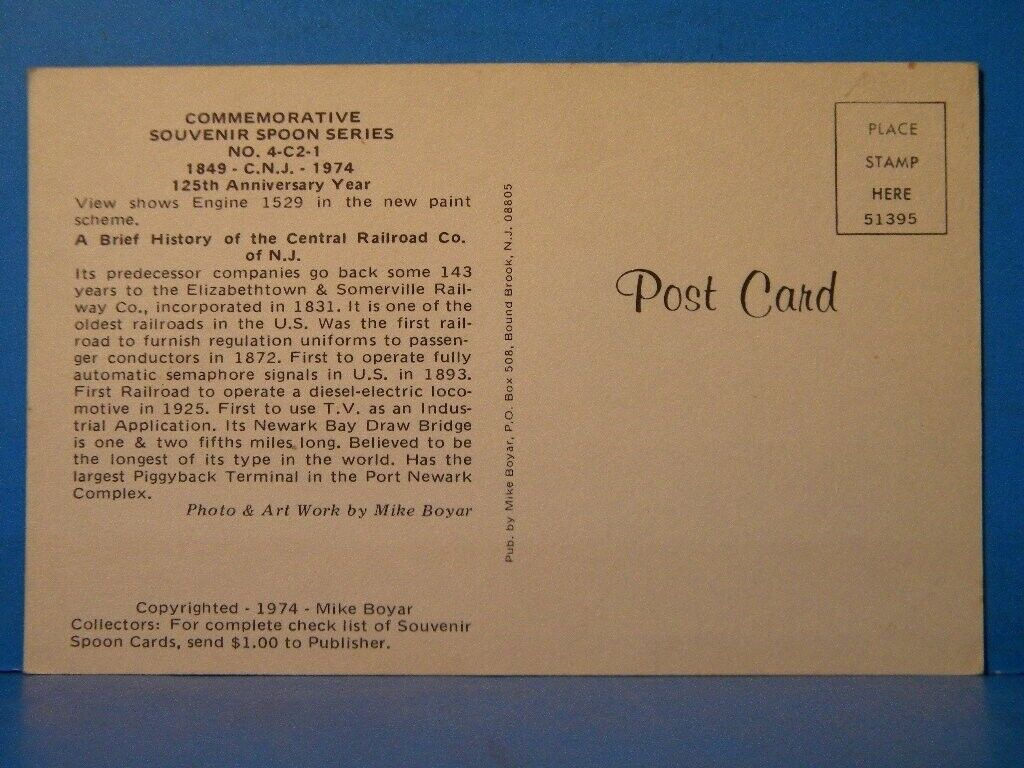 COMMEMORATIVE
SOUVENIR SPOON SERIES
NO. 4-C2-1
1849 - C.N.J. - 1974
125th Anniversary Year
View shows Engine 1529 in the new paint
scheme.
A Brief History of the Central Railroad Co.
of N.J.
Its predecessor companies go back some 143
years to the Elizabethtown & Somerville Rail-
way Co., incorporated in 1831. It is one of the
oldest railroads in the U.S. Was the first rail-
road to furnish regulation uniforms to passen-
ger conductors in 1872. First to operate fully
automatic semaphore signals in U.S. in 1893.
First Railroad to operate a diesel-electric loco-
motive in 1925. First to use T.V. as an Indus-
trial Application. Its Newark Bay Draw Bridge
is one & two fifths miles long. Believed to be
the longest of its type in the world. Has the
largest Piggyback Terminal in the Port Newark
Complex.
Photo & Art Work by Mike Boyar
Copyrighted - 1974 - Mike Boyar
Collectors: For complete check list of Souvenir
Spoon Cards, send $1.00 to Publisher.
Pub. by Mike Boyar, P.O. Box 508, Bound Brook, N.J. 08805
Post Card
PLACE
STAMP
HERE
51395